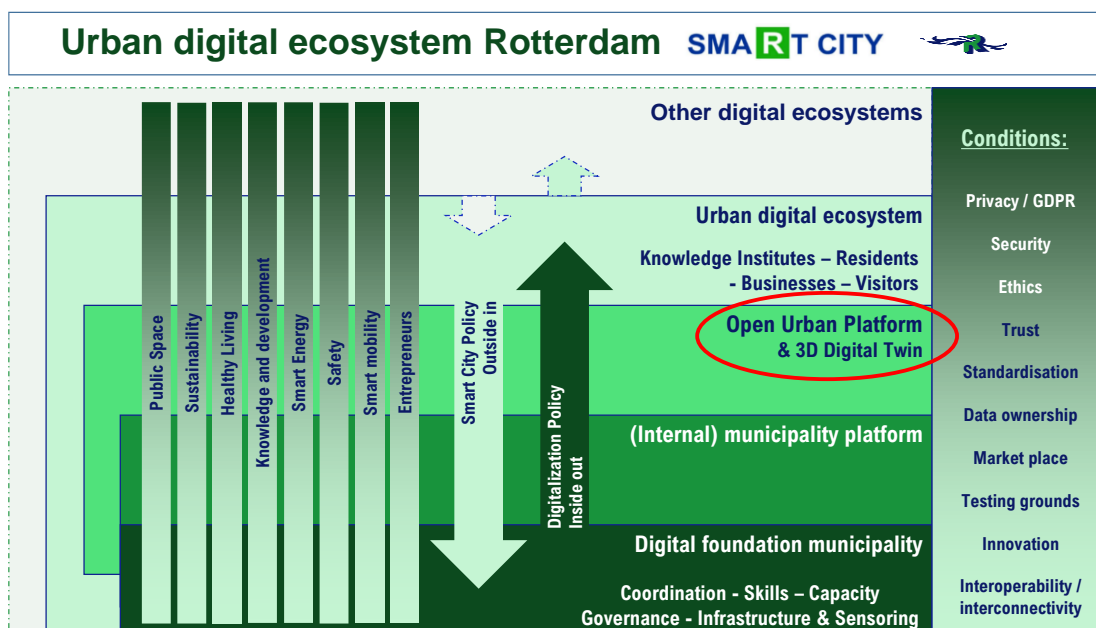 Urban digital ecosystem Rotterdam
SMART CITY
R
Other digital ecosystems
Urban digital ecosystem
Knowledge Institutes – Residents
- Businesses – Visitors
Open Urban Platform
& 3D Digital Twin
(Internal) municipality platform
Digital foundation municipality
Coordination - Skills – Capacity
Governance - Infrastructure & Sensoring
Public Space
Sustainability
Healthy Living
Knowledge and development
Smart Energy
Safety
Smart mobility
Entrepreneurs
Smart City Policy
Outside in
Digitalization Policy
Inside out
Conditions:
Privacy / GDPR
Security
Ethics
Trust
Standardisation
Data ownership
Market place
Testing grounds
Innovation
Interoperability /
interconnectivity